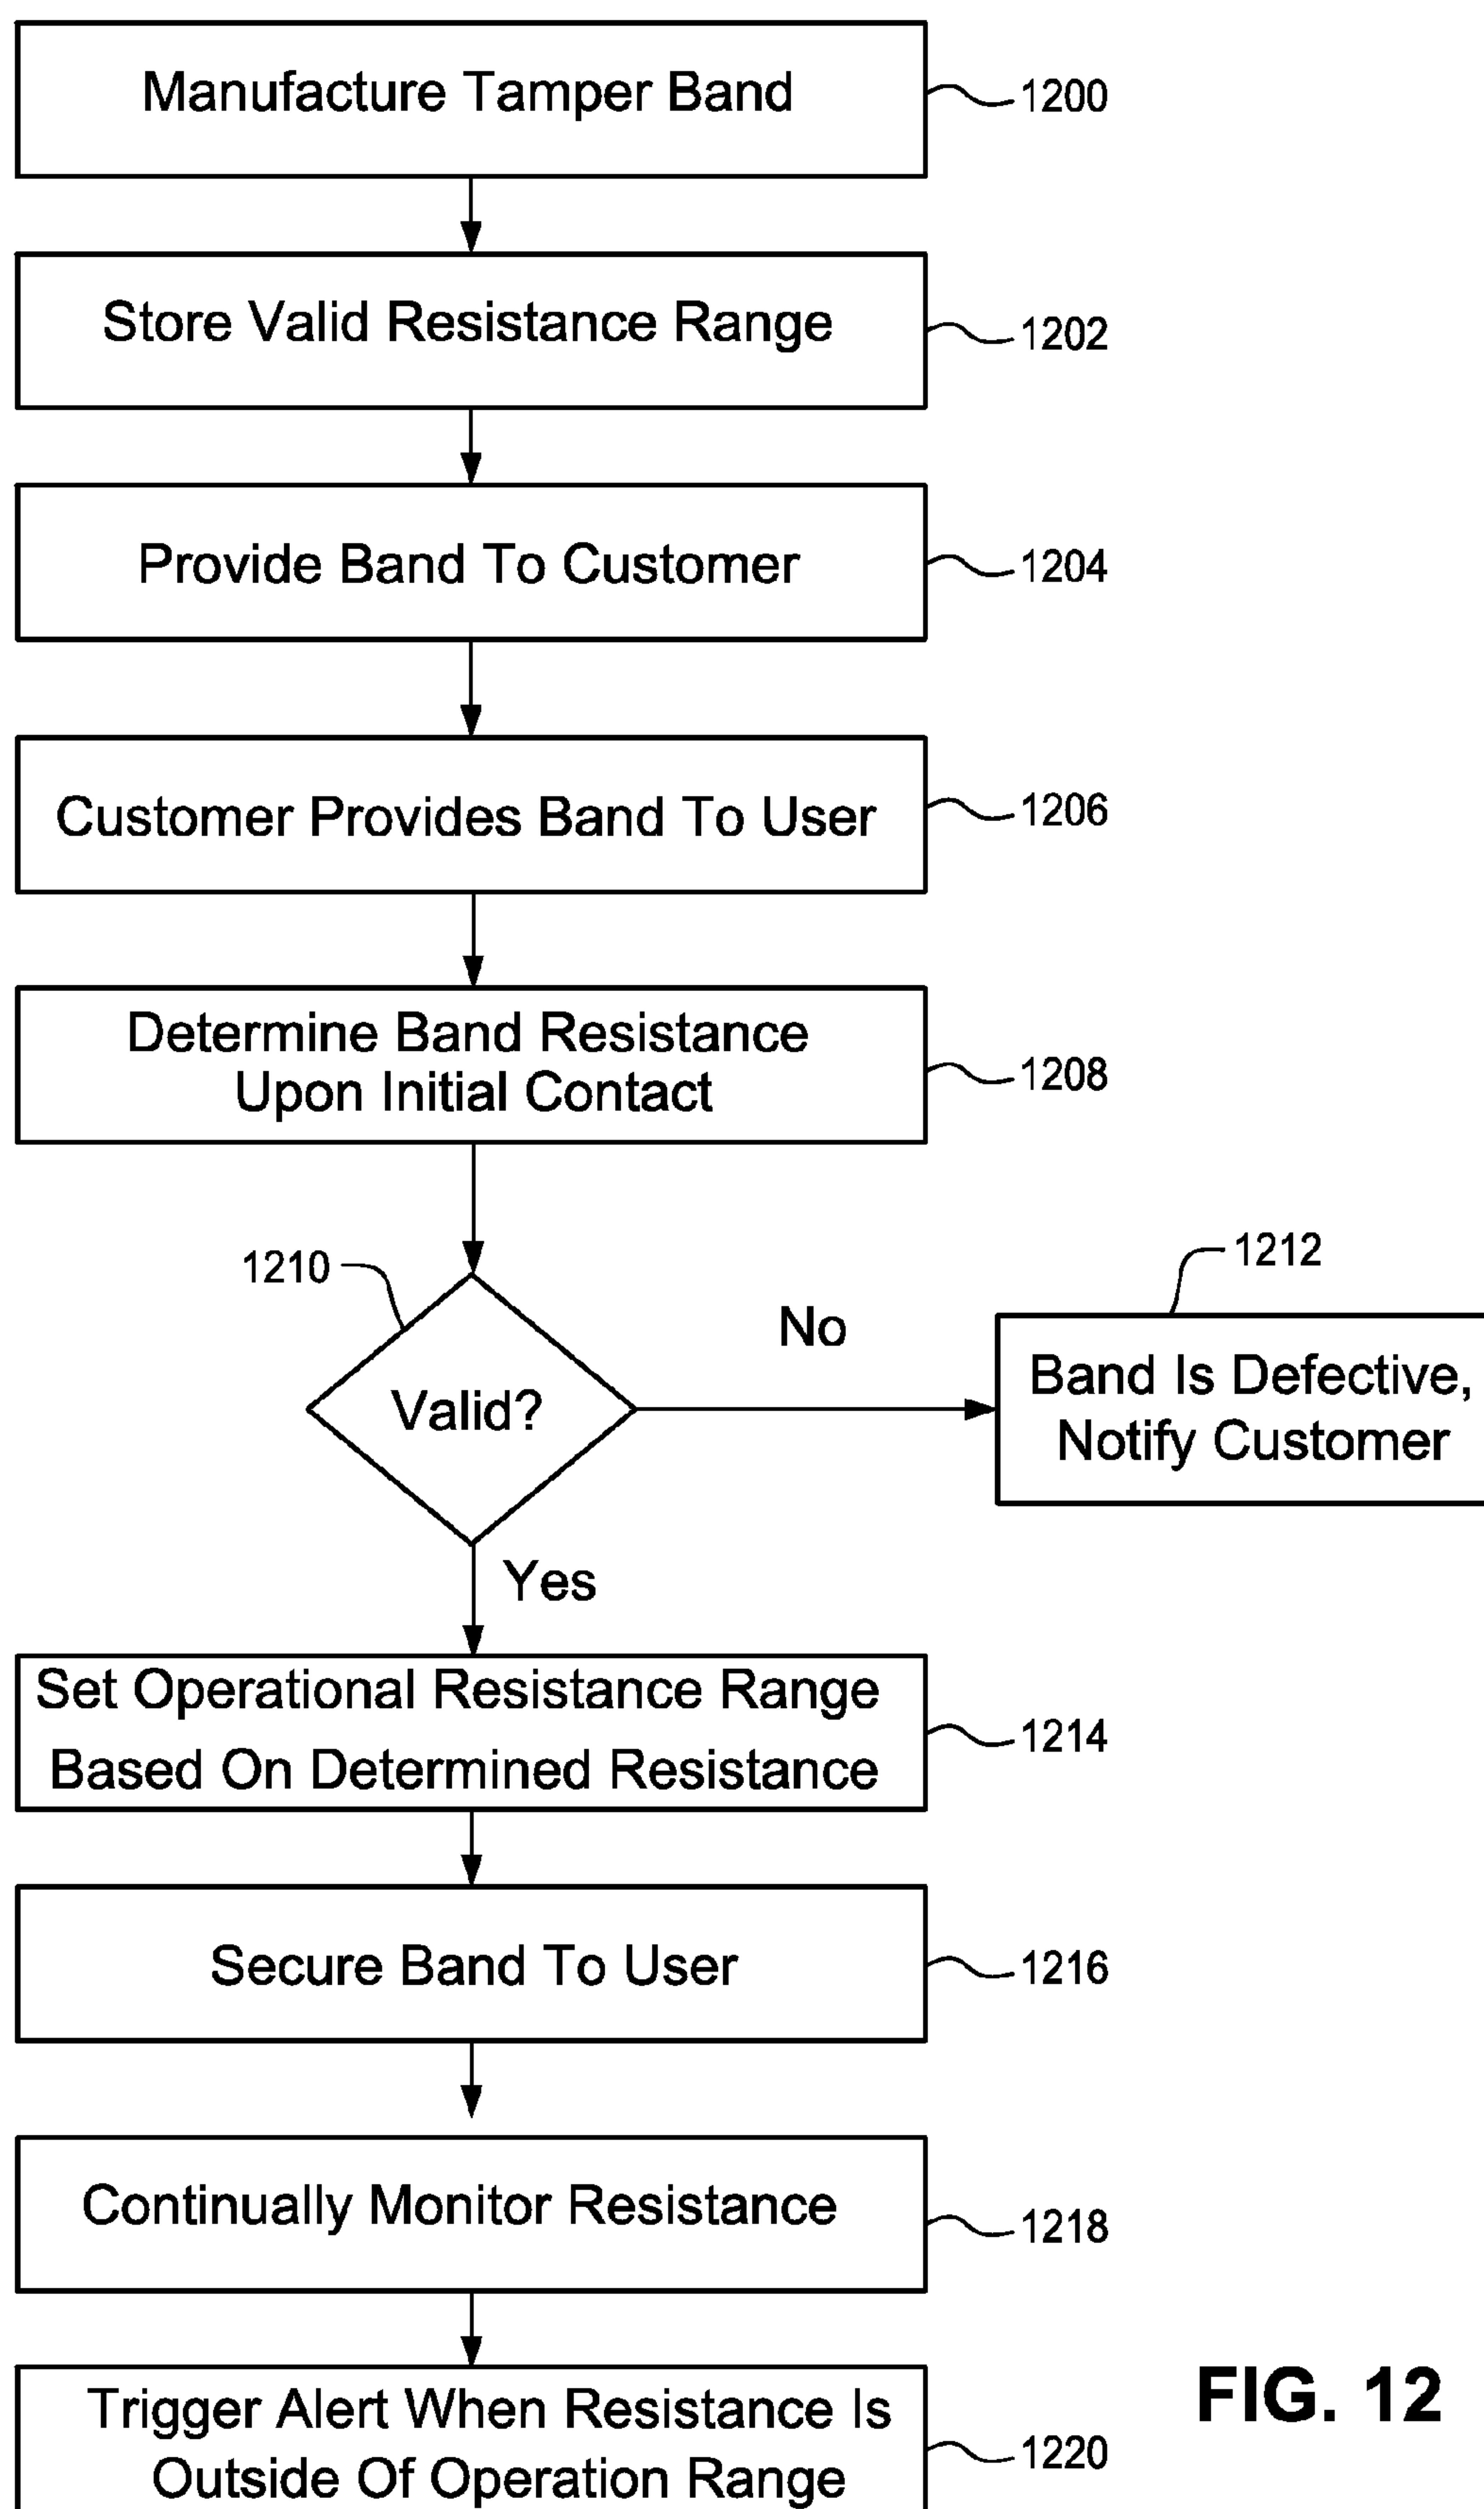 Manufacture Tamper Band
1200
Store Valid Resistance Range
1202
Provide Band To Customer
1204
Customer Provides Band To User
1206
Determine Band Resistance
Upon Initial Contact
1208
1210
Valid?
No
1212
Band Is Defective,
Notify Customer
Yes
Set Operational Resistance Range
Based On Determined Resistance
1214
Secure Band To User
1216
Continually Monitor Resistance
1218
Trigger Alert When Resistance Is
Outside Of Operation Range
1220
FIG. 12